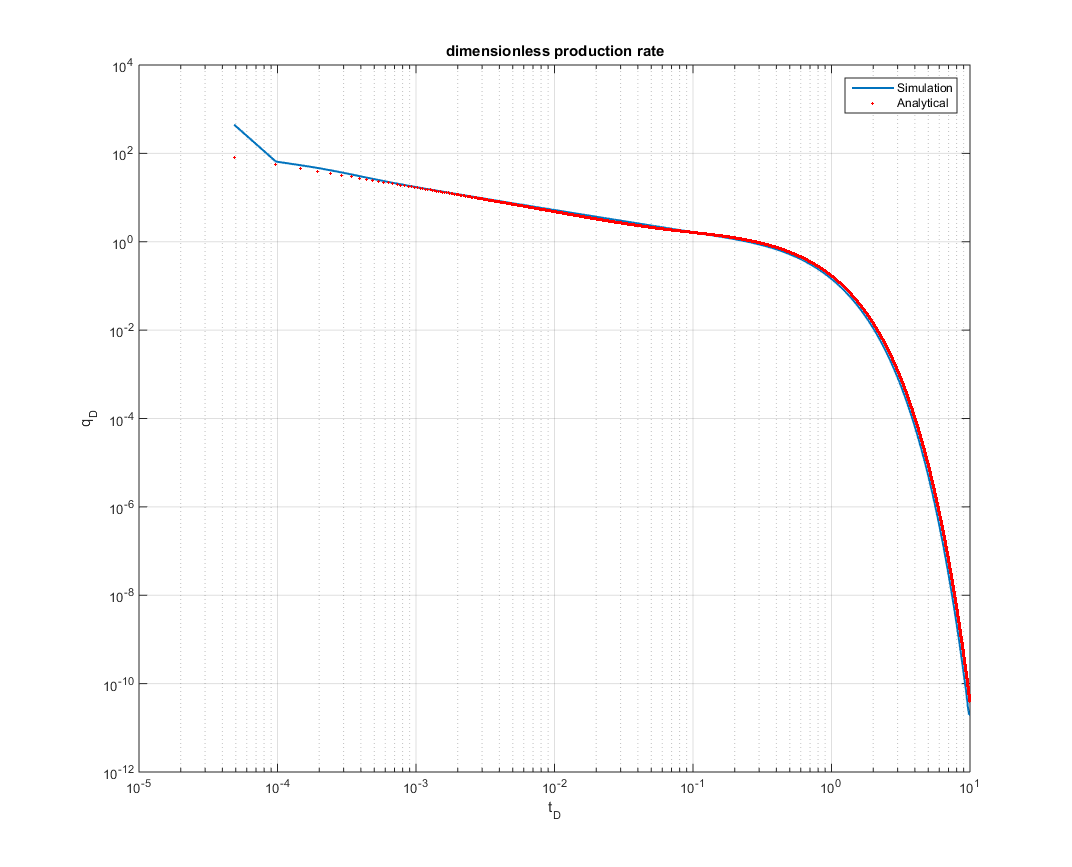 dimensionless production rate
Simulation
Analytical
10^4
10^2
10^0
10^-2
10^-4
10^-6
10^-8
10^-10
10^-12
q_D
10^-5 10^-4 10^-3 10^-2 10^-1 10^0 10^1
t_D